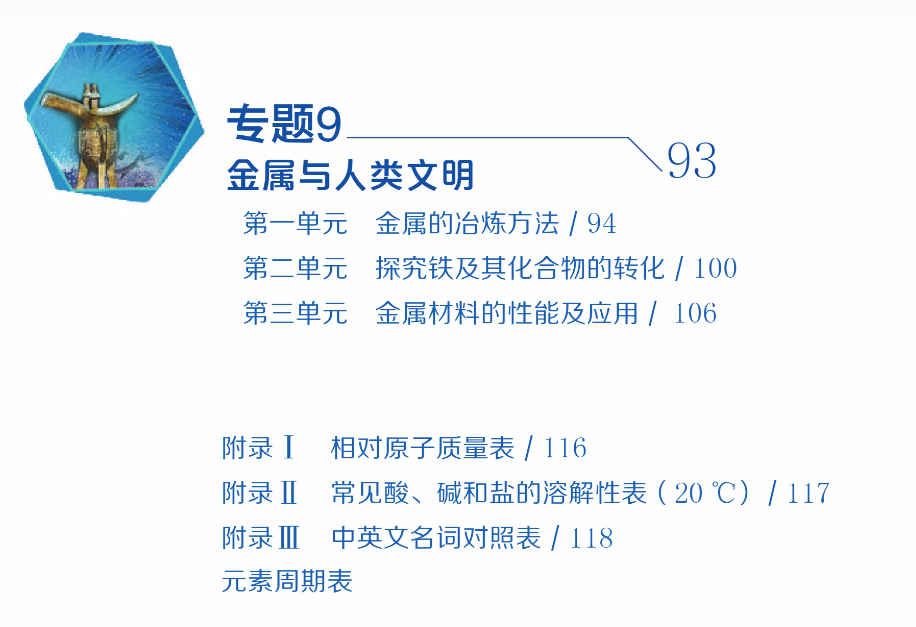 专题9
93
金属与人类文明
第一单元 金属的冶炼方法 / 94
第二单元 探究铁及其化合物的转化 / 100
第三单元 金属材料的性能及应用 / 106
附录Ⅰ 相对原子质量表 / 116
附录Ⅱ 常见酸、碱和盐的溶解性表（20 ℃） / 117
附录Ⅲ 中英文名词对照表 / 118
元素周期表